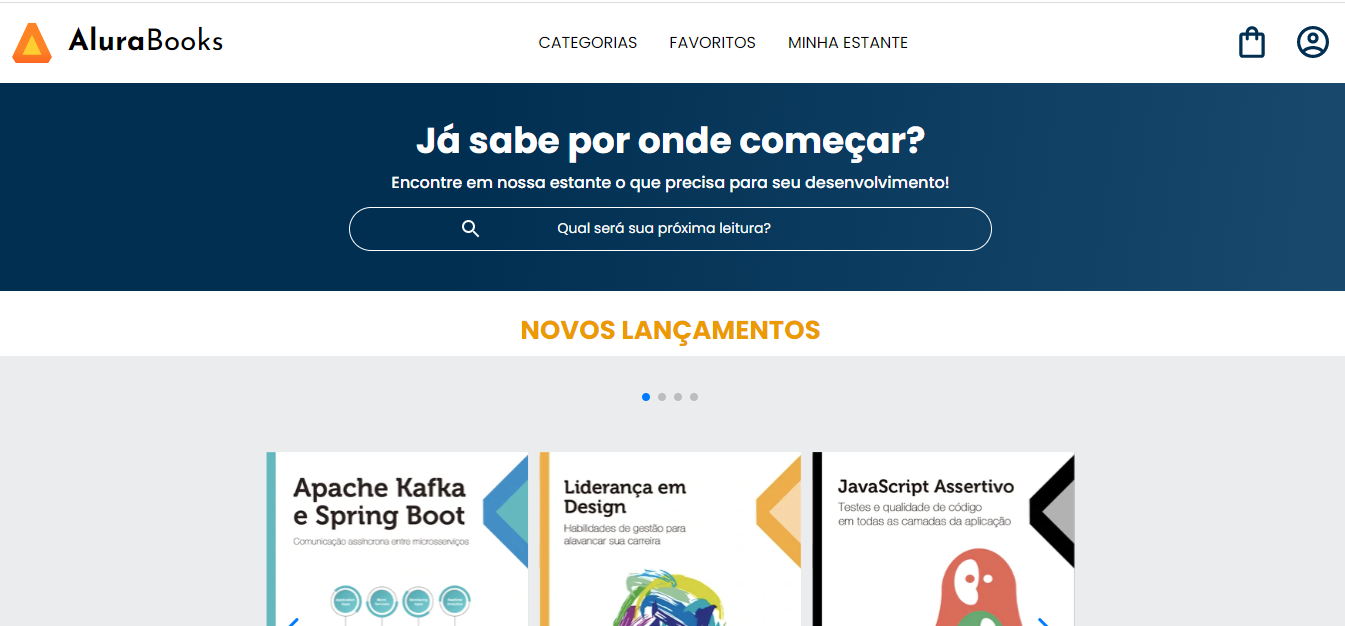 AluraBooks
CATEGORIAS
FAVORITOS
MINHA ESTANTE
Já sabe por onde começar?
Encontre em nossa estante o que precisa para seu desenvolvimento!
Qual será sua próxima leitura?
NOVOS LANÇAMENTOS
Apache Kafka
e Spring Boot
Comunicação assíncrona entre microsserviços
Liderança em
Design
Habilidades de gestão para
alavancar sua carreira
JavaScript Assertivo
Testes e qualidade de código
em todas as camadas da aplicação